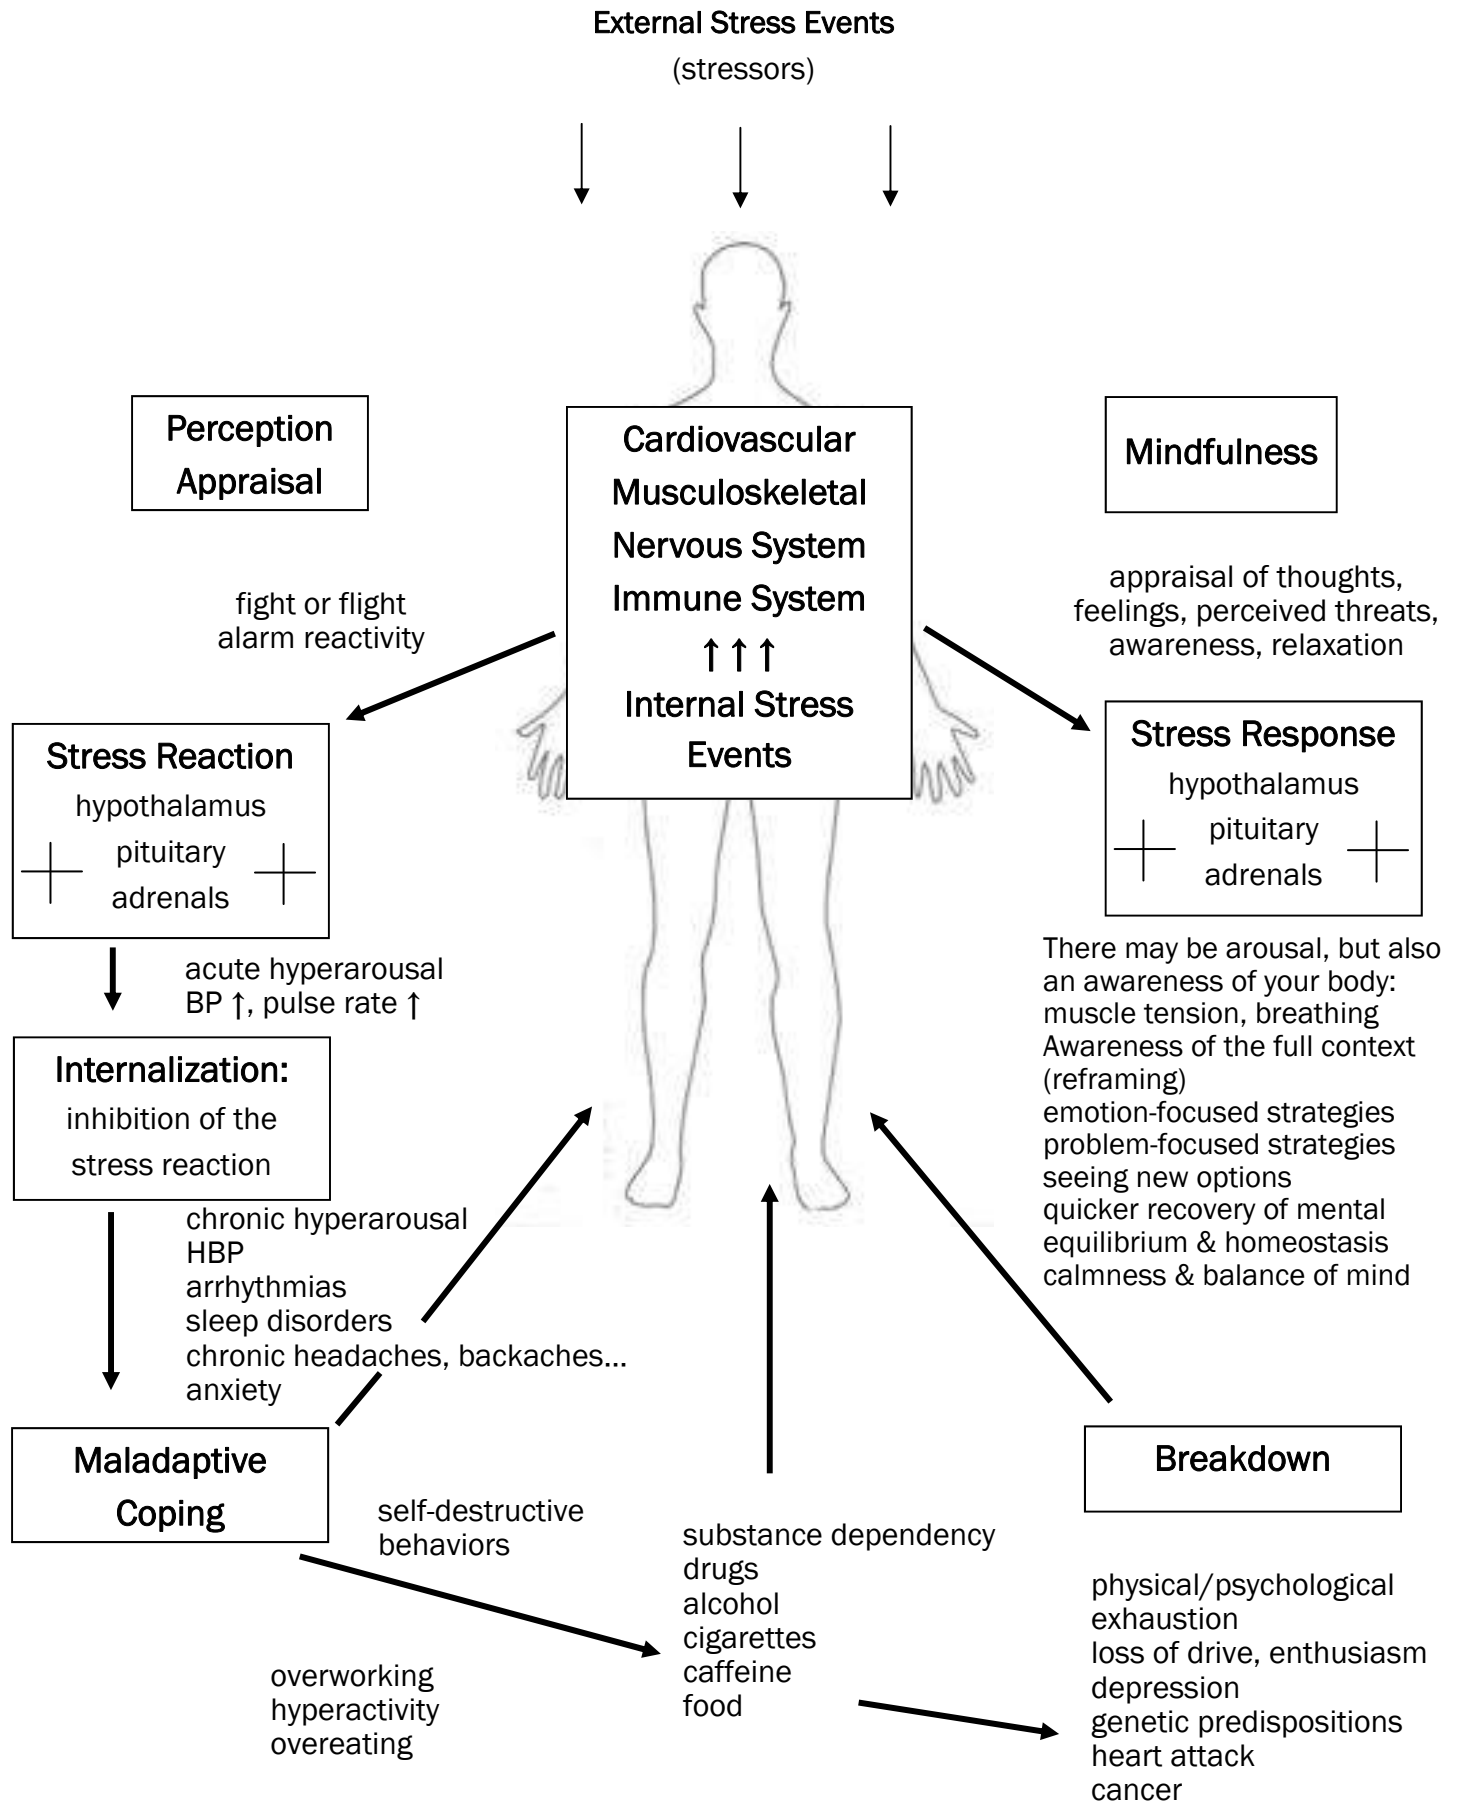 External Stress Events
(stressors)
Perception
Appraisal
Cardiovascular
Musculoskeletal
Nervous System
Immune System
↑ ↑ ↑
Internal Stress
Events
Mindfulness
fight or flight
alarm reactivity
appraisal of thoughts,
feelings, perceived threats,
awareness, relaxation
Stress Reaction
hypothalamus
pituitary
adrenals
Stress Response
hypothalamus
pituitary
adrenals
acute hyperarousal
BP ↑, pulse rate ↑
There may be arousal, but also
an awareness of your body:
muscle tension, breathing
Awareness of the full context
(reframing)
emotion-focused strategies
problem-focused strategies
seeing new options
quicker recovery of mental
equilibrium & homeostasis
calmness & balance of mind
Internalization:
inhibition of the
stress reaction
chronic hyperarousal
HBP
arrhythmias
sleep disorders
chronic headaches, backaches...
anxiety
Maladaptive
Coping
self-destructive
behaviors
overworking
hyperactivity
overeating
substance dependency
drugs
alcohol
cigarettes
caffeine
food
Breakdown
physical/psychological
exhaustion
loss of drive, enthusiasm
depression
genetic predispositions
heart attack
cancer